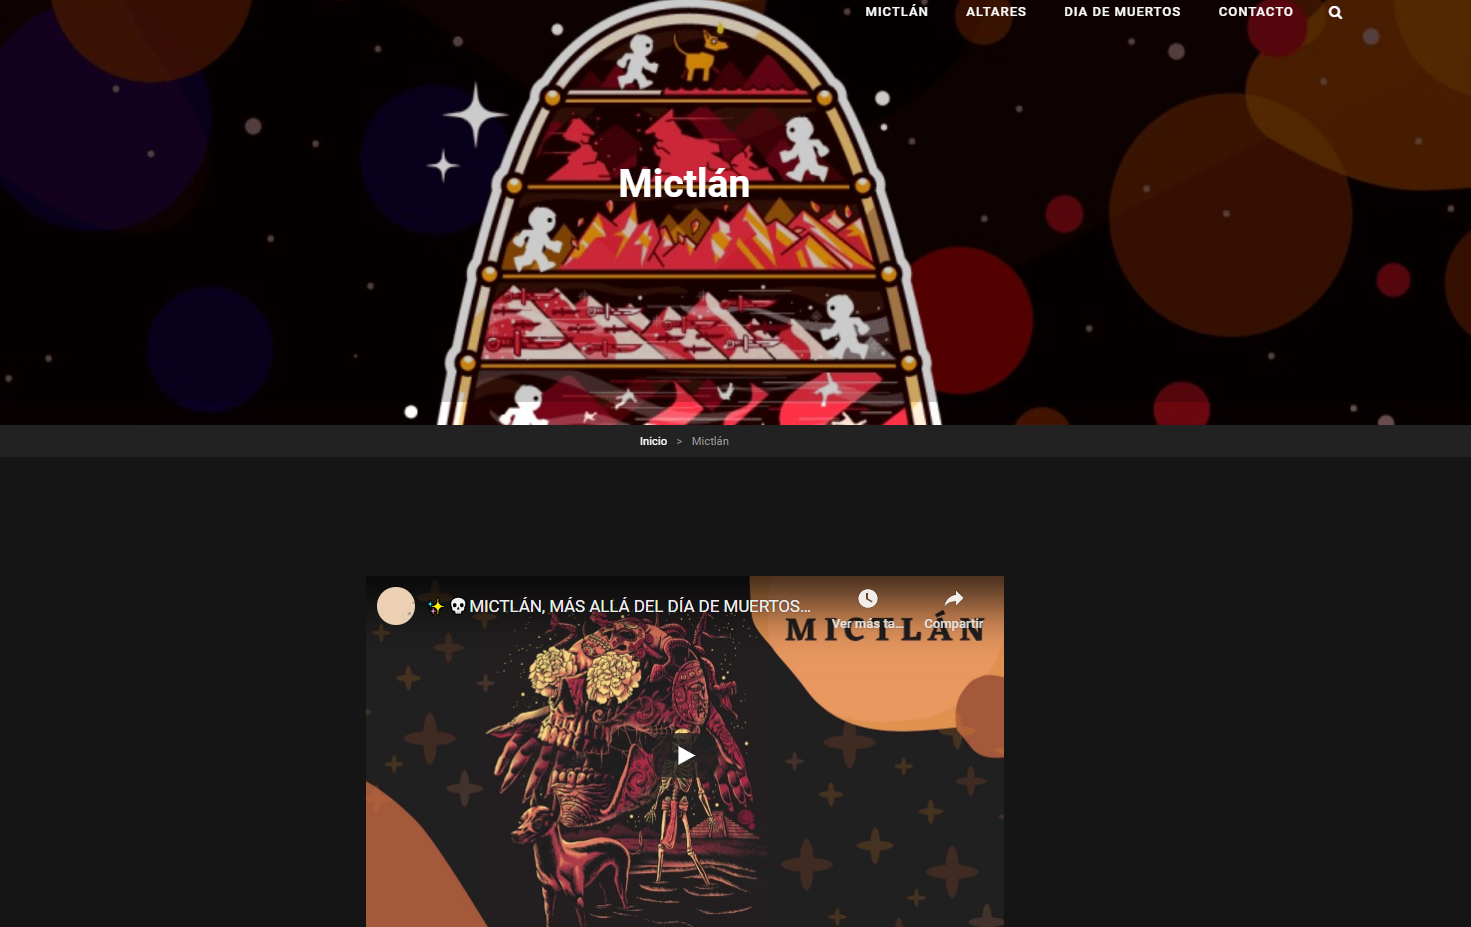 MICTLÁN ALTARES DIA DE MUERTOS CONTACTO
Mictlán
Inicio > Mictlán
MICTLÁN, MÁS ALLÁ DEL DÍA DE MUERTOS...
Ver más ta... Compartir
MICTLÁN